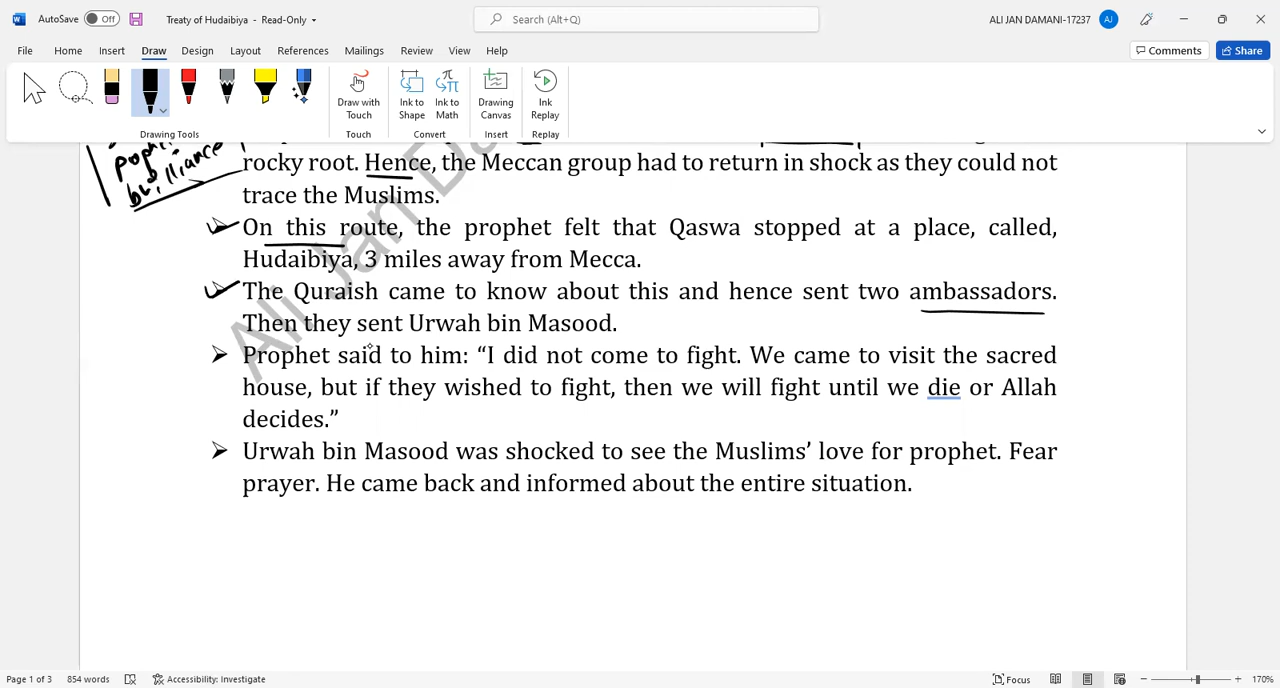 AutoSave Off Treaty of Hudaibiya - Read-Only Search (Alt+Q) ALI JAN DAMANI-17237 AJ
File Home Insert Draw Design Layout References Mailings Review View Help Comments Share
Draw with Touch Ink to Shape Ink to Math Drawing Canvas Ink Replay
Drawing Tools Touch Convert Insert Replay
brilliance
rocky root. Hence, the Meccan group had to return in shock as they could not
trace the Muslims.
On this route, the prophet felt that Qaswa stopped at a place, called,
Hudaibiya, 3 miles away from Mecca.
The Quraish came to know about this and hence sent two ambassadors.
Then they sent Urwah bin Masood.
Prophet said to him: “I did not come to fight. We came to visit the sacred
house, but if they wished to fight, then we will fight until we die or Allah
decides.”
Urwah bin Masood was shocked to see the Muslims’ love for prophet. Fear
prayer. He came back and informed about the entire situation.
Ali Jan Da
Page 1 of 3 854 words Accessibility: Investigate Focus 170%